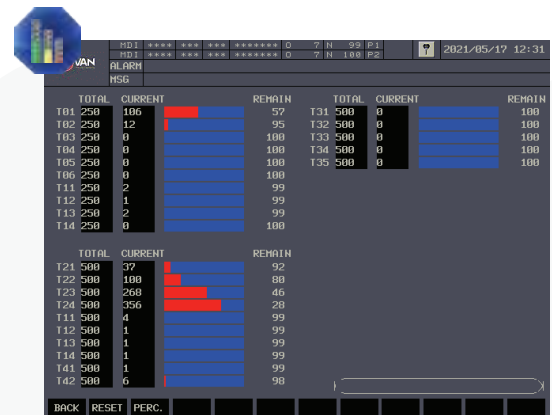 MDI **** *** *** ******* O 7 N 99 P1
MDI **** *** *** ******* O 7 N 100 P2
2021/05/17 12:31
VAN
ALARM
MSG
TOTAL CURRENT REMAIN
T01 250 106 57
T02 250 12 95
T03 250 0 100
T04 250 0 100
T05 250 0 100
T06 250 0 100
T11 250 2 99
T12 250 1 99
T13 250 2 99
T14 250 0 100
TOTAL CURRENT REMAIN
T31 500 0 100
T32 500 0 100
T33 500 0 100
T34 500 0 100
T35 500 0 100
TOTAL CURRENT REMAIN
T21 500 37 92
T22 500 100 80
T23 500 268 46
T24 500 356 28
T11 500 4 99
T12 500 1 99
T13 500 1 99
T14 500 1 99
T41 500 1 99
T42 500 6 98
BACK RESET PERC.